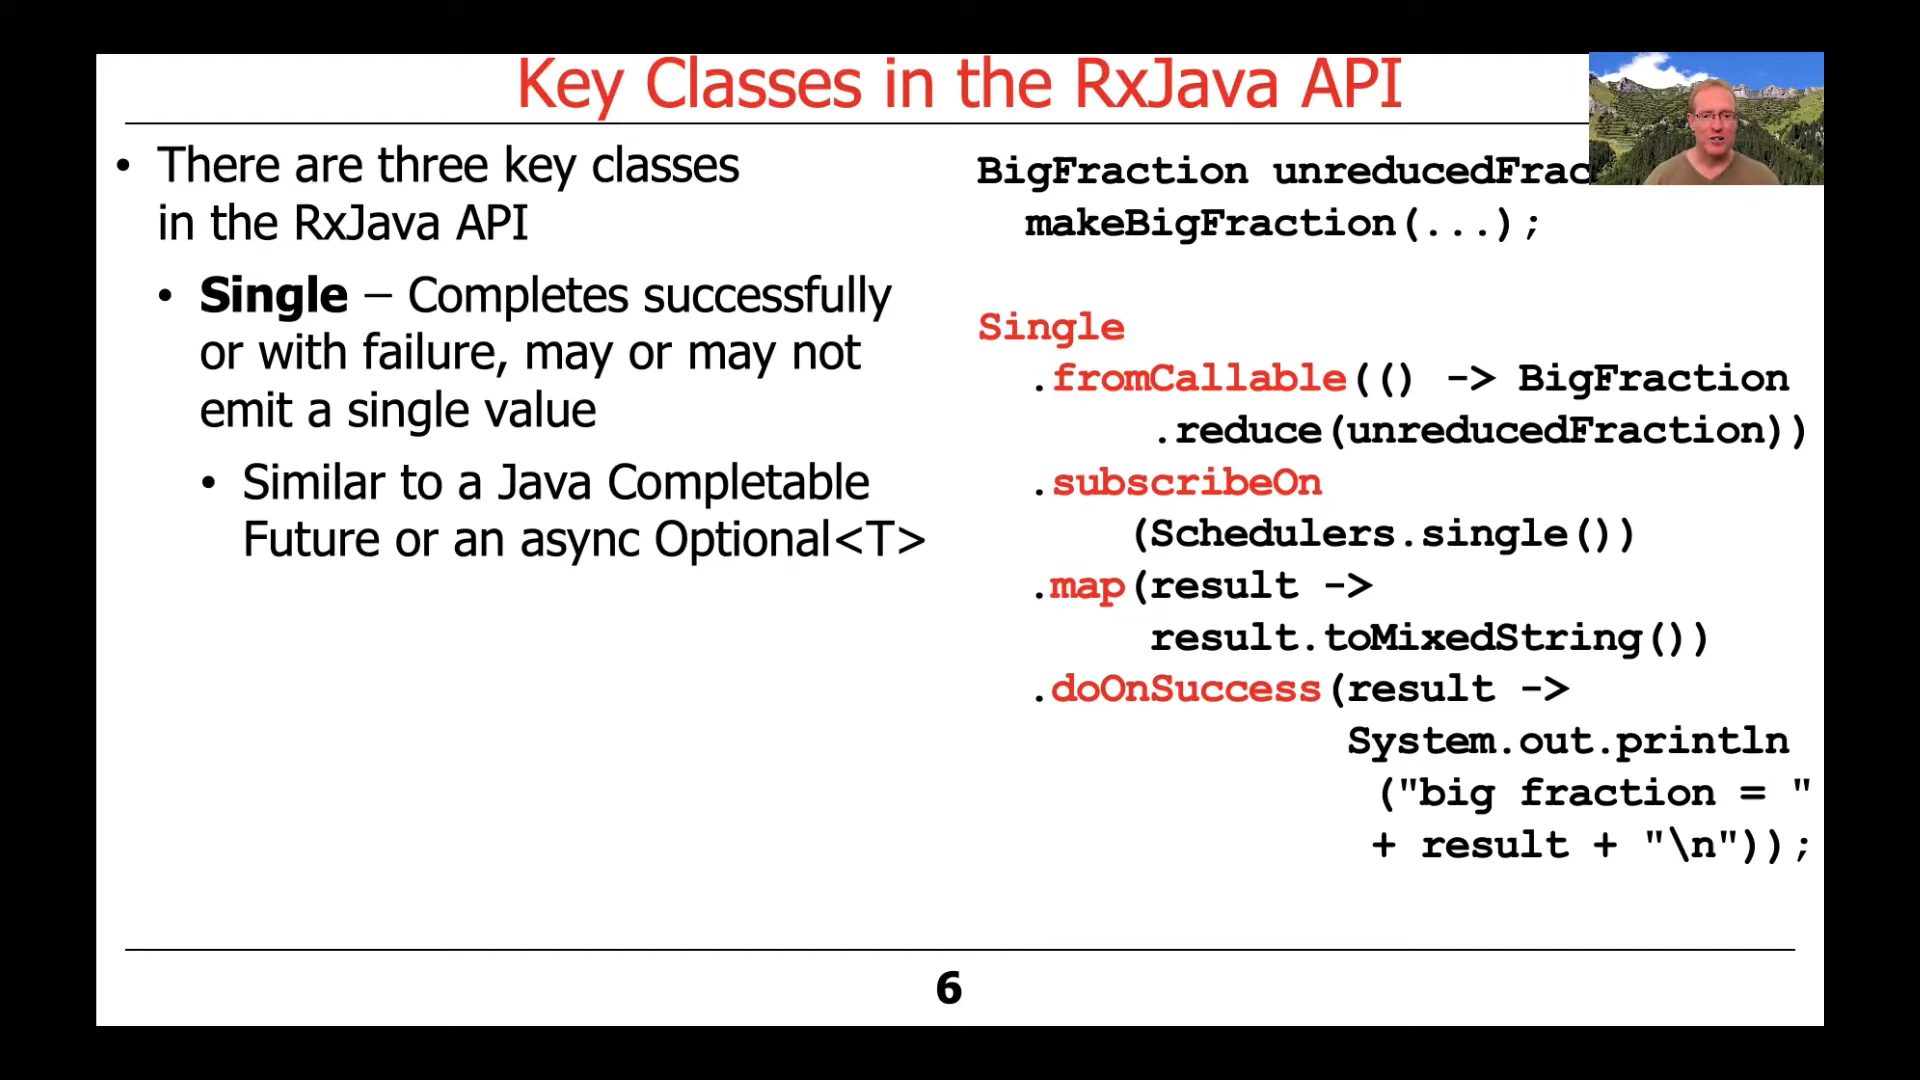 Key Classes in the RxJava API
• There are three key classes
in the RxJava API
• Single – Completes successfully
or with failure, may or may not
emit a single value
• Similar to a Java Completable
Future or an async Optional<T>
BigFraction unreducedFrac
makeBigFraction(...);
Single
.fromCallable(() -> BigFraction
.reduce(unreducedFraction))
.subscribeOn
(Schedulers.single())
.map(result ->
result.toMixedString())
.doOnSuccess(result ->
System.out.println
("big fraction = "
+ result + "\n"));
6